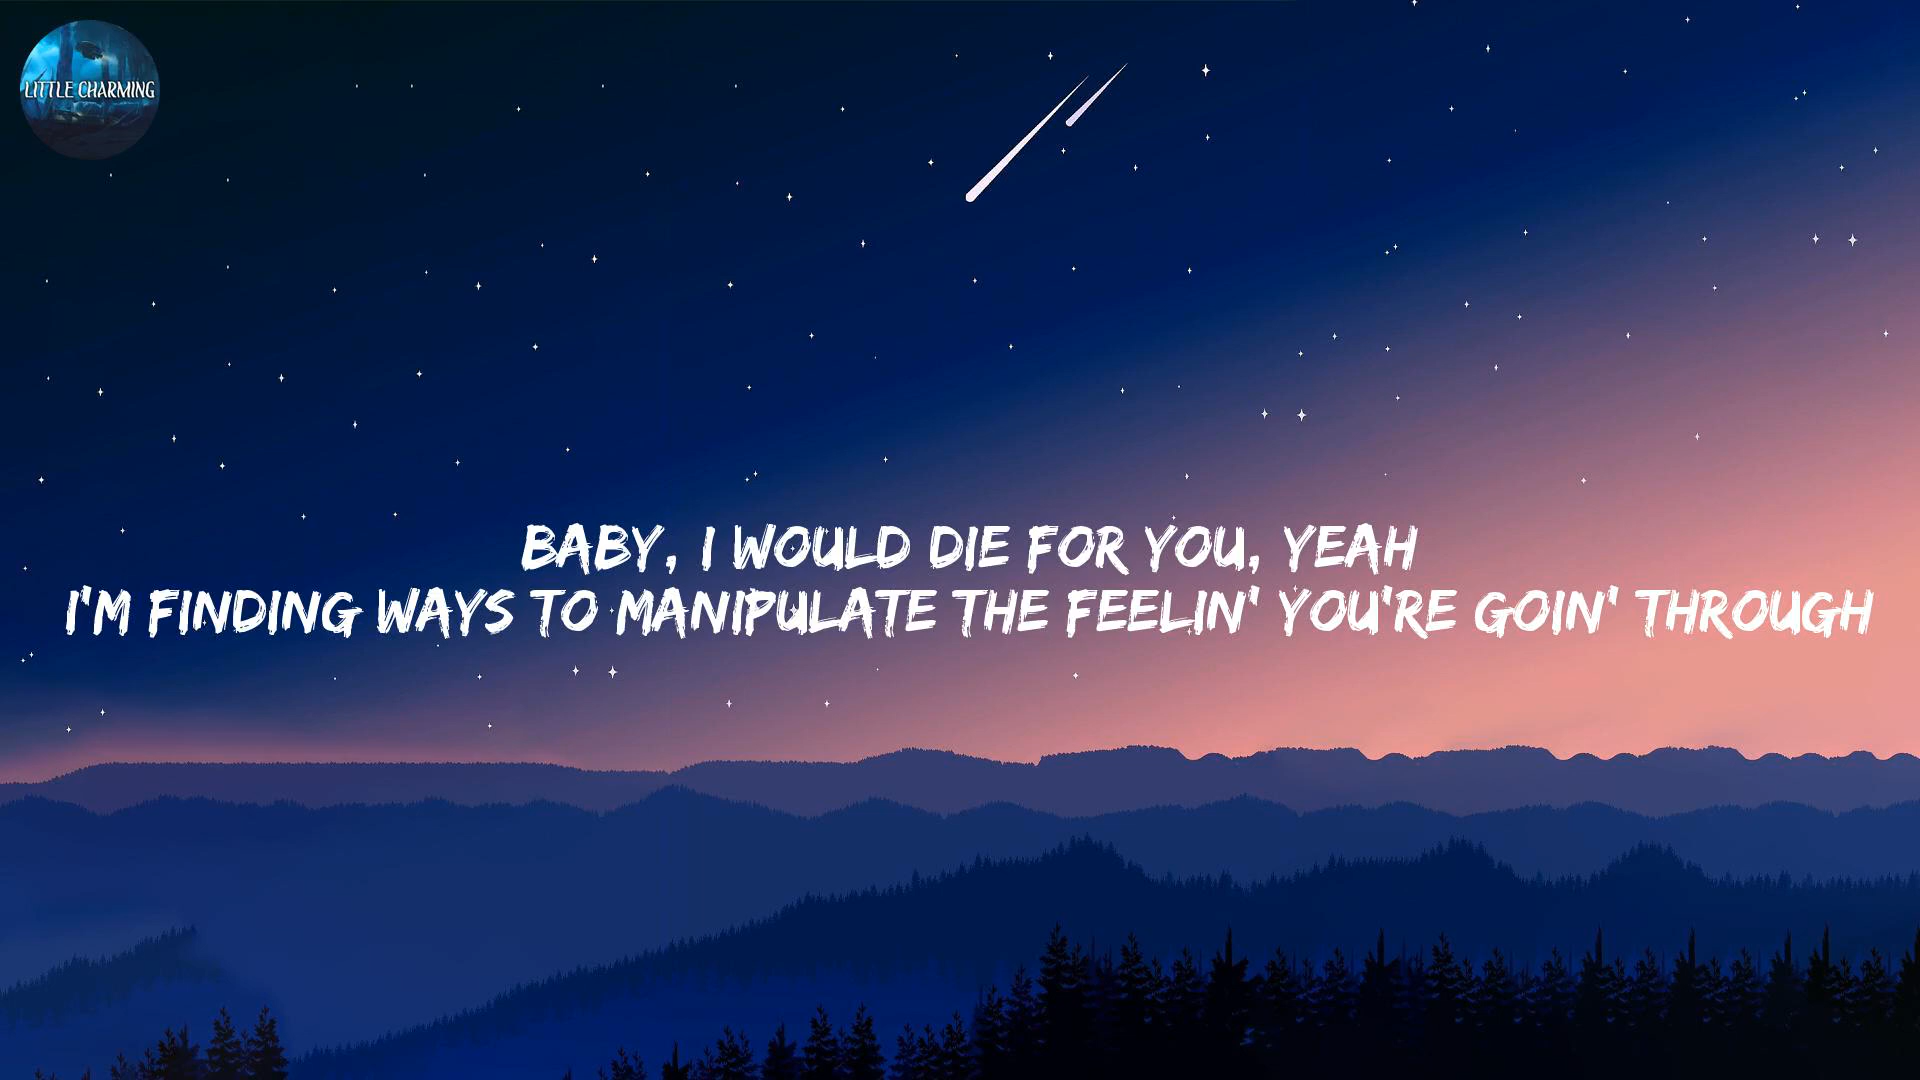 LITTLE CHARMING
BABY, I WOULD DIE FOR YOU, YEAH
I'M FINDING WAYS TO MANIPULATE THE FEELIN' YOU'RE GOIN' THROUGH